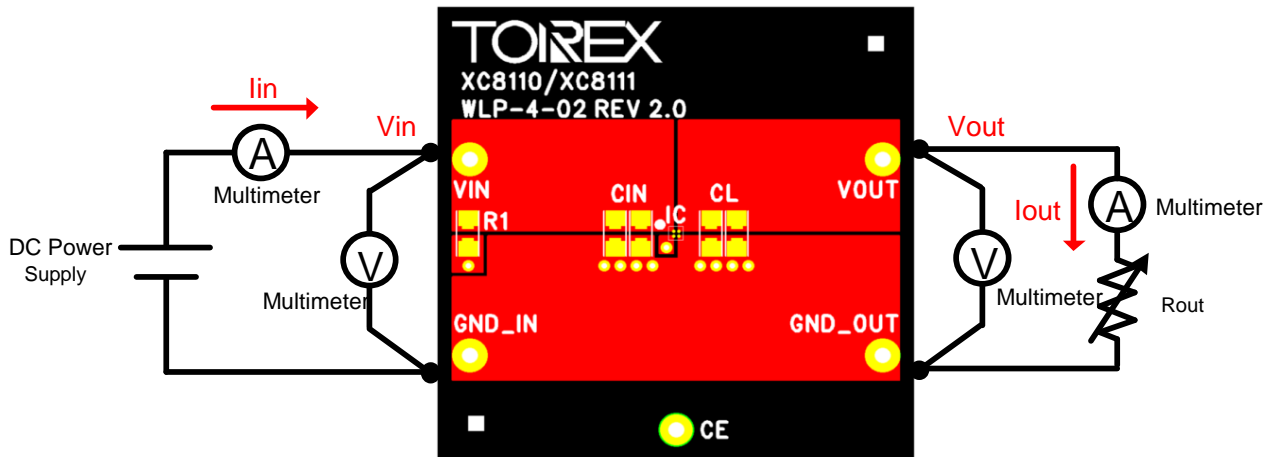 TOREX
XC8110/XC8111
WLP-4-02 REV 2.0
Iin
Vin
A
Multimeter
DC Power
Supply
V
Multimeter
VIN
R1
CIN
IC
CL
VOUT
GND_IN
GND_OUT
CE
Vout
Iout
A
Multimeter
V
Multimeter
Rout